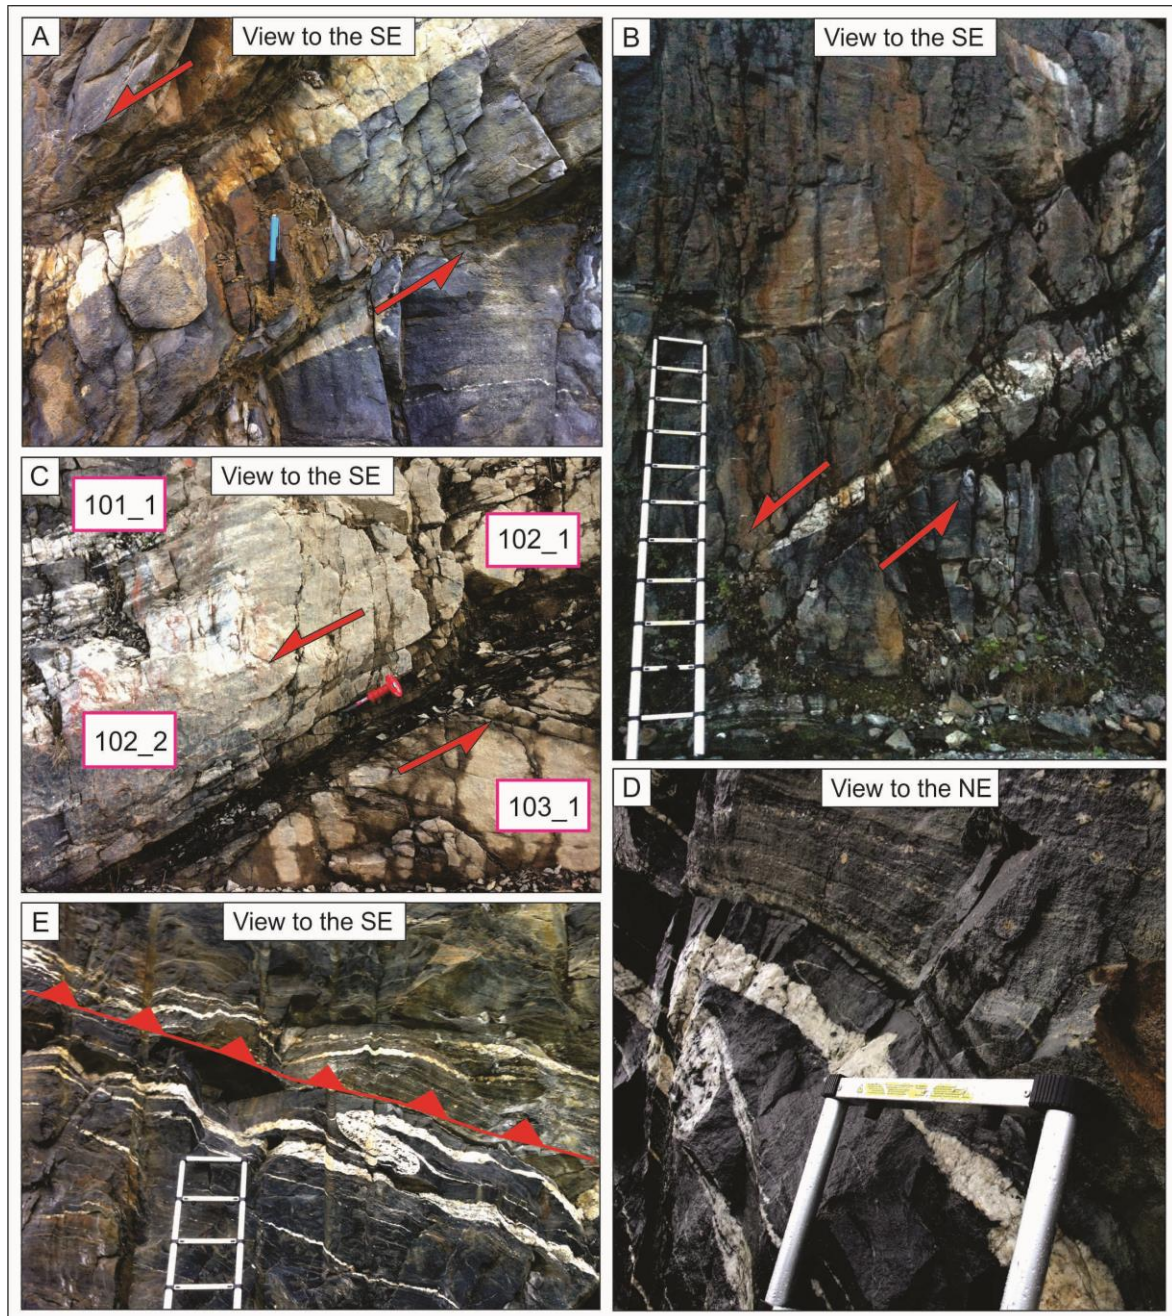 A
View to the SE
B
View to the SE
C
View to the SE
101_1
102_1
102_2
103_1
D
View to the NE
E
View to the SE